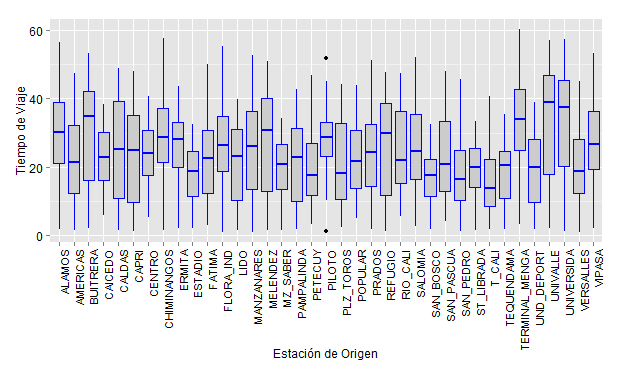 Tiempo de Viaje
60
40
20
0
ALAMOS
AMERICAS
BUITRERA
CAICEDO
CALDAS
CAPRI
CENTRO
CHIMINANGOS
ERMITA
ESTADIO
FATIMA
FLORA_IND
LIDO
MANZANARES
MELENDEZ
MZ_SABER
PAMPALINDA
PETECUY
PILOTO
PLZ_TOROS
POPULAR
PRADOS
REFUGIO
RIO_CALI
SALOMIA
SAN_BOSCO
SAN_PASCUA
SAN_PEDRO
ST_LIBRADA
T_CALI
TEQUENDAMA
TERMINAL_MENGA
UND_DEPORT
UNIVALLE
UNIVERSIDA
VERSALLES
VIPASA
Estación de Origen